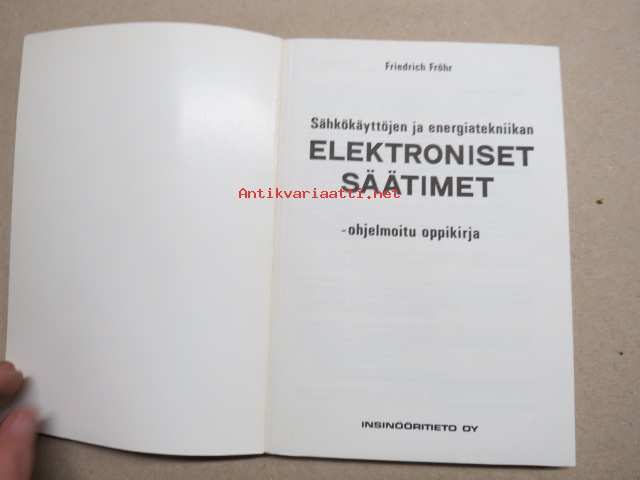 Friedrich Fröhr
Sähkökäyttöjen ja energiatekniikan
ELEKTRONISET
SÄÄTIMET
Antikvariaatti.net
-ohjelmoitu oppikirja
INSINÖÖRITIETO OY